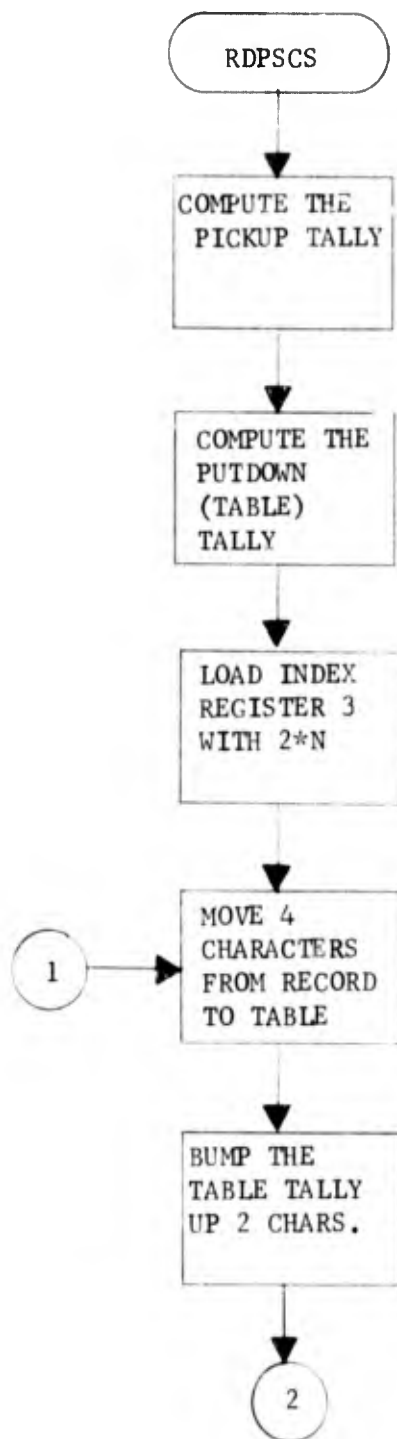 RDPSCS
COMPUTE THE
PICKUP TALLY
COMPUTE THE
PUTDOWN
(TABLE)
TALLY
LOAD INDEX
REGISTER 3
WITH 2*N
1
MOVE 4
CHARACTERS
FROM RECORD
TO TABLE
BUMP THE
TABLE TALLY
UP 2 CHARS.
2